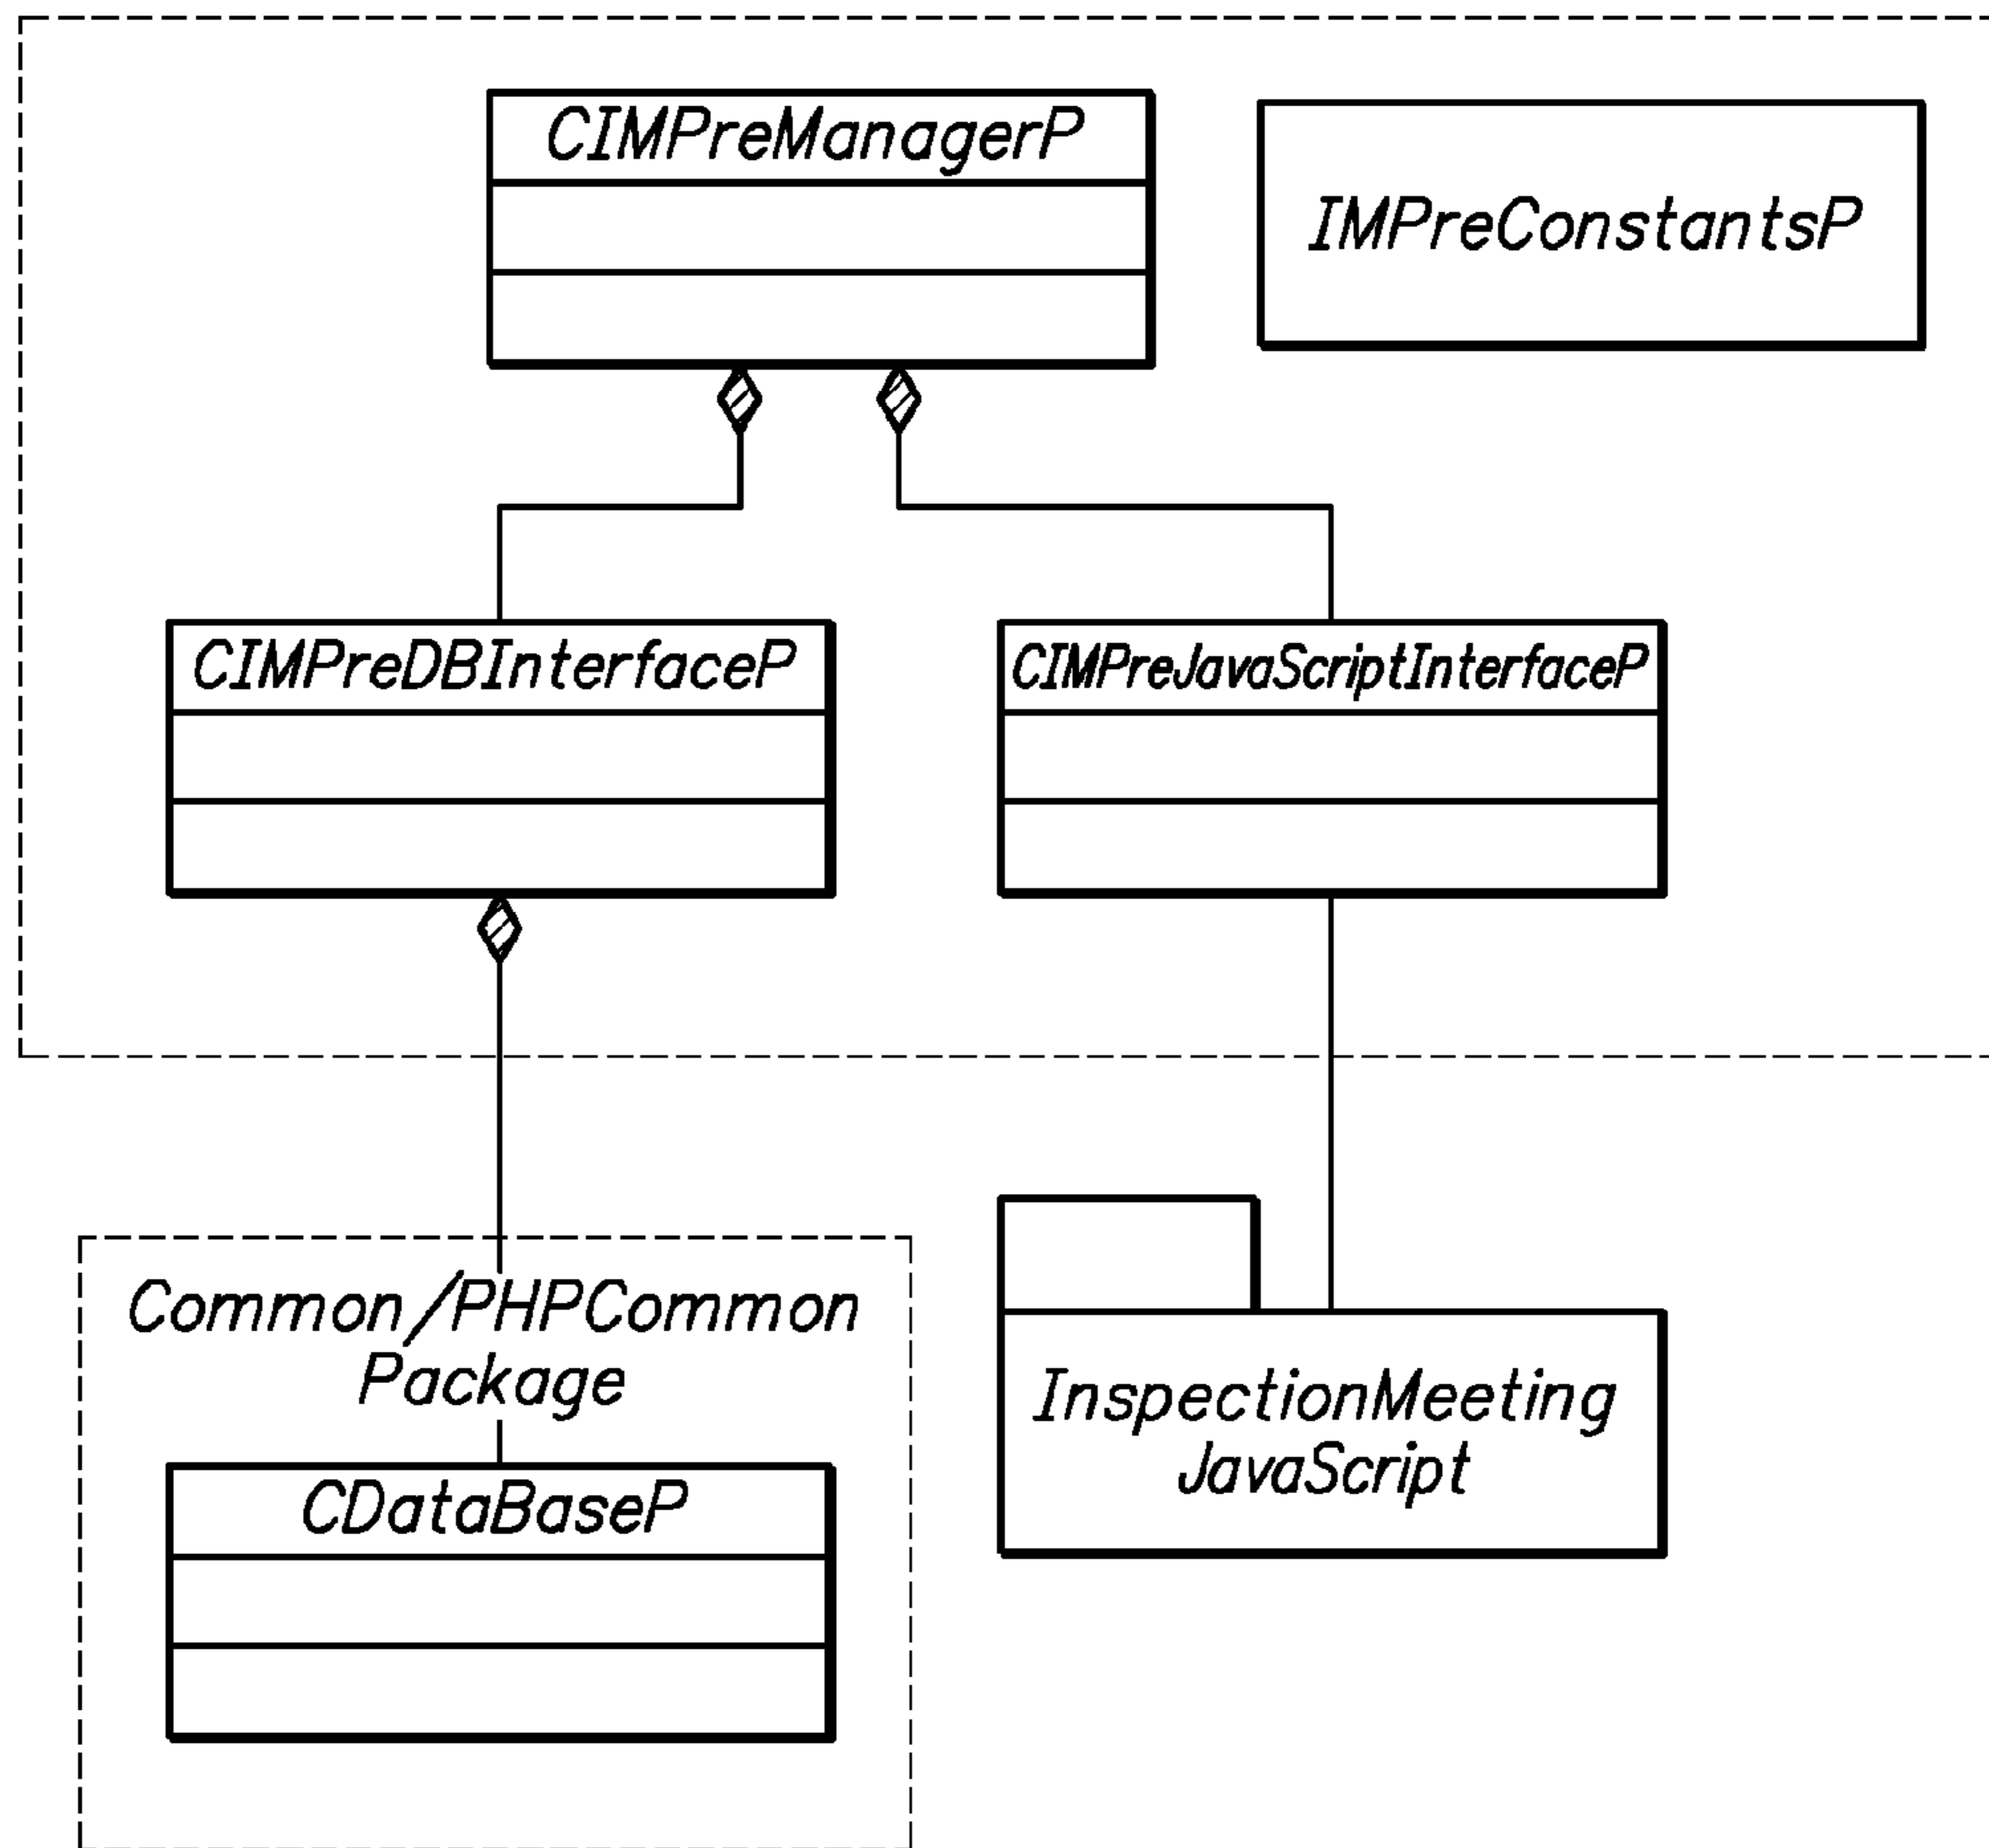 CIMPreManagerP
IMPreConstantsP
CIMPreDBInterfaceP
CIMPreJavaScriptInterfaceP
Common/PHPCommon
Package
InspectionMeeting
JavaScript
CDataBaseP